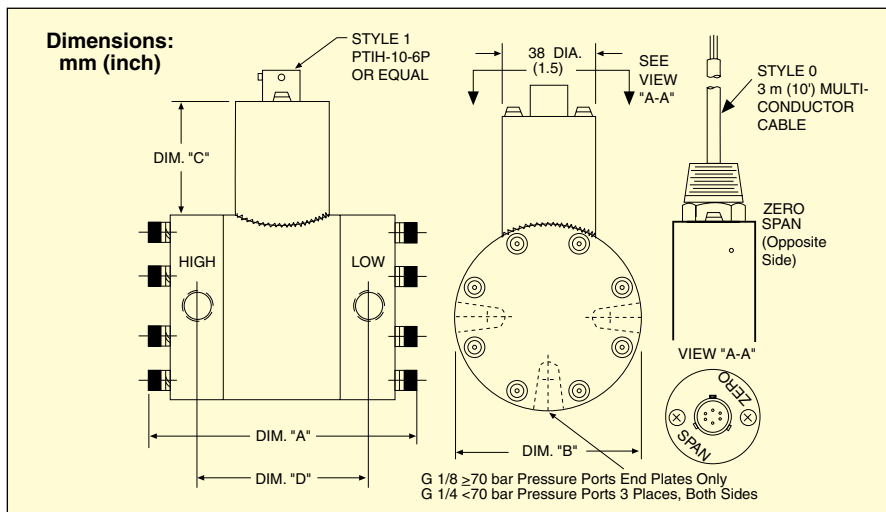 Dimensions:
mm (inch)
STYLE 1
PTIH-10-6P
OR EQUAL
DIM. "C"
HIGH
LOW
DIM. "A"
DIM. "D"
38 DIA.
(1.5)
SEE
VIEW
"A-A"
DIM. "B"
G 1/8 ≥70 bar Pressure Ports End Plates Only
G 1/4 <70 bar Pressure Ports 3 Places, Both Sides
STYLE 0
3 m (10') MULTI-
CONDUCTOR
CABLE
ZERO
SPAN
(Opposite
Side)
VIEW "A-A"
ZERO
SPAN